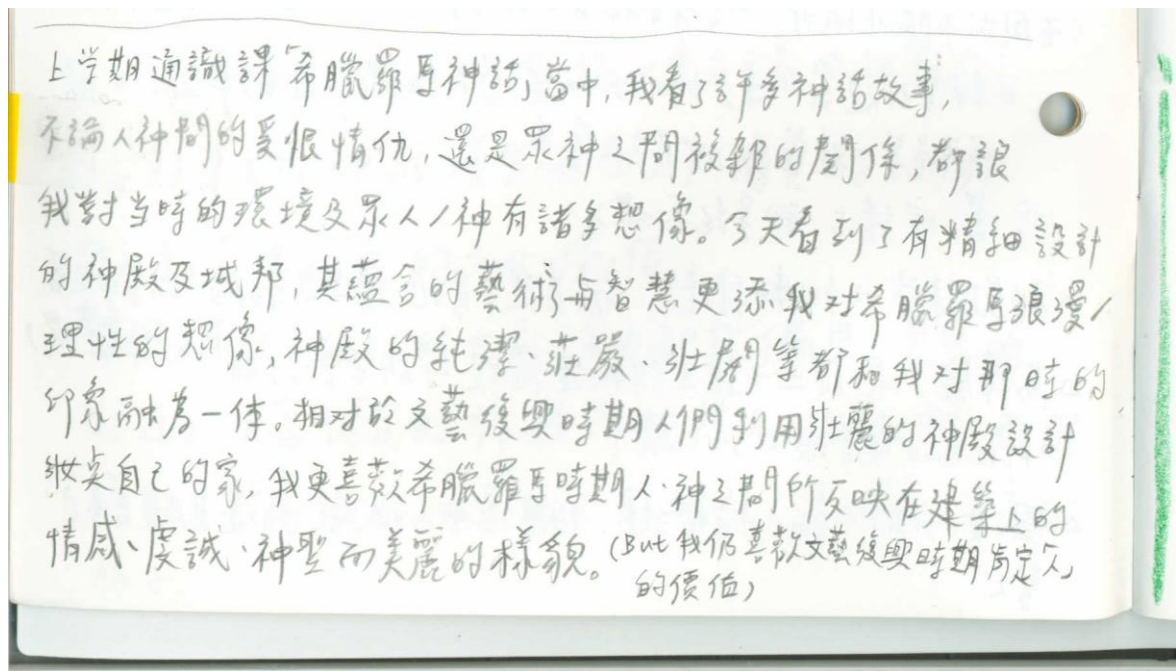 上学期通識課「希臘羅馬神話」當中,我看了許多神話故事,
不論人神間的愛恨情仇,還是眾神之間複雜的關係,都讓
我對当時的環境及眾人/神有諸多想像。今天看到了有精細設計
的神殿及城邦,其蘊含的藝術与智慧更添我对希臘羅馬浪漫/
理性的想像,神殿的純潔、莊嚴、壯闊等都和我对那時的
印象融為一体。相对於文藝復興時期人們利用壯麗的神殿設計
妝点自己的家,我更喜歡希臘羅馬時期人、神之間所反映在建築上的
情感、虔誠、神聖而美麗的樣貌。(But 我仍喜歡文藝復興時期肯定「人」
的價值)